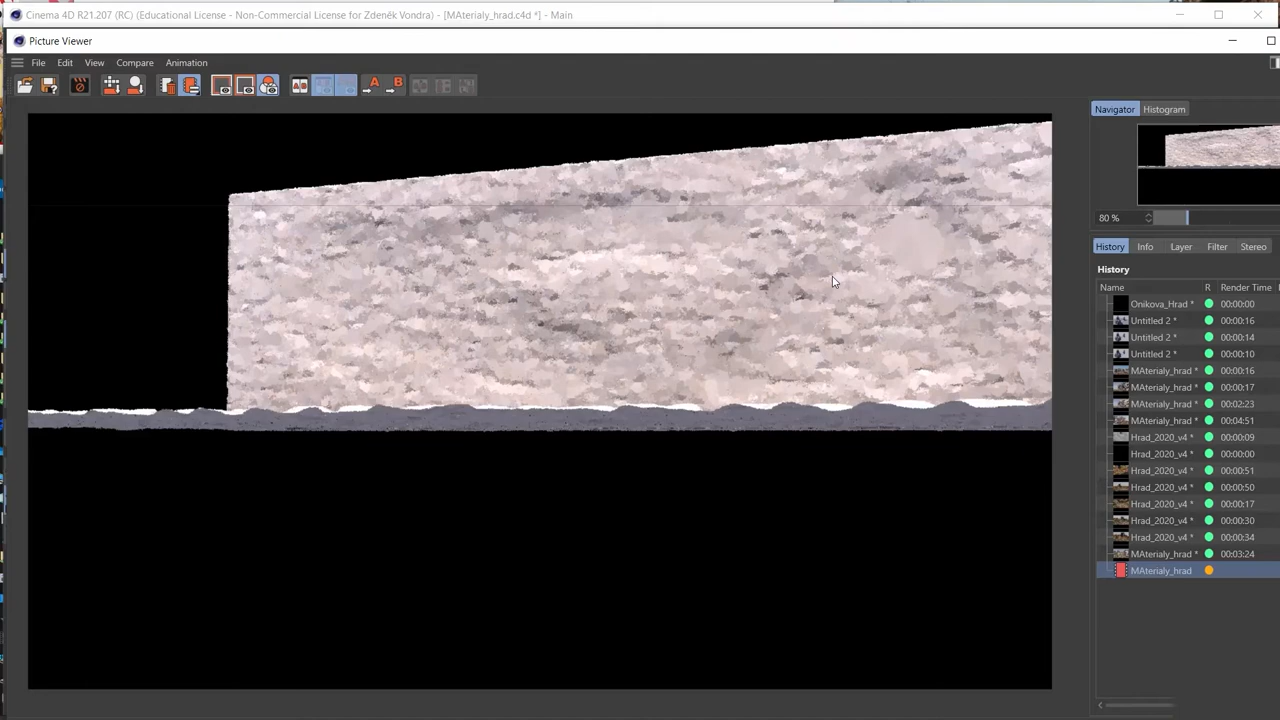 Cinema 4D R21.207 (RC) (Educational License - Non-Commercial License for Zdeněk Vondra) - [MAterialy_hrad.c4d *] - Main
Picture Viewer
File Edit View Compare Animation
A B
Navigator Histogram
80 %
History Info Layer Filter Stereo
History
Name R Render Time
Onikova_Hrad * 00:00:00
Untitled 2 * 00:00:16
Untitled 2 * 00:00:14
Untitled 2 * 00:00:10
MAterialy_hrad * 00:00:16
MAterialy_hrad * 00:00:17
MAterialy_hrad * 00:02:23
MAterialy_hrad * 00:04:51
Hrad_2020_v4 * 00:00:09
Hrad_2020_v4 * 00:00:00
Hrad_2020_v4 * 00:00:51
Hrad_2020_v4 * 00:00:50
Hrad_2020_v4 * 00:00:17
Hrad_2020_v4 * 00:00:30
Hrad_2020_v4 * 00:00:34
MAterialy_hrad * 00:03:24
MAterialy_hrad